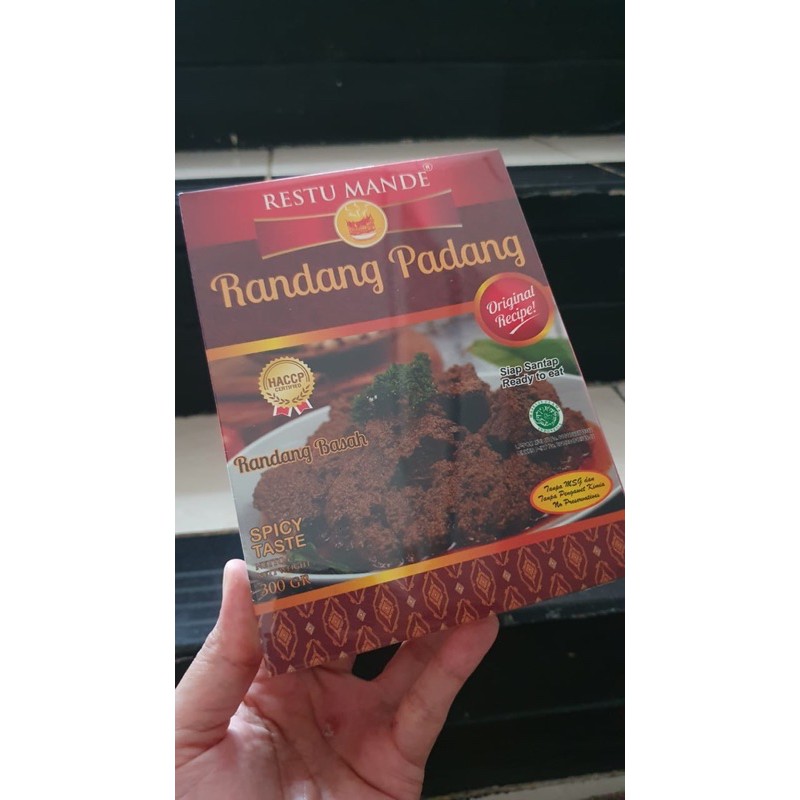 RESTU MANDE®
Randang Padang
Original
Recipe!
HACCP
CERTIFIED
Siap Santap
Ready to eat
Randang Basah
Tanpa MSG dan
Tanpa Pengawet Kimia
No Preservatives
SPICY
TASTE
300 GR